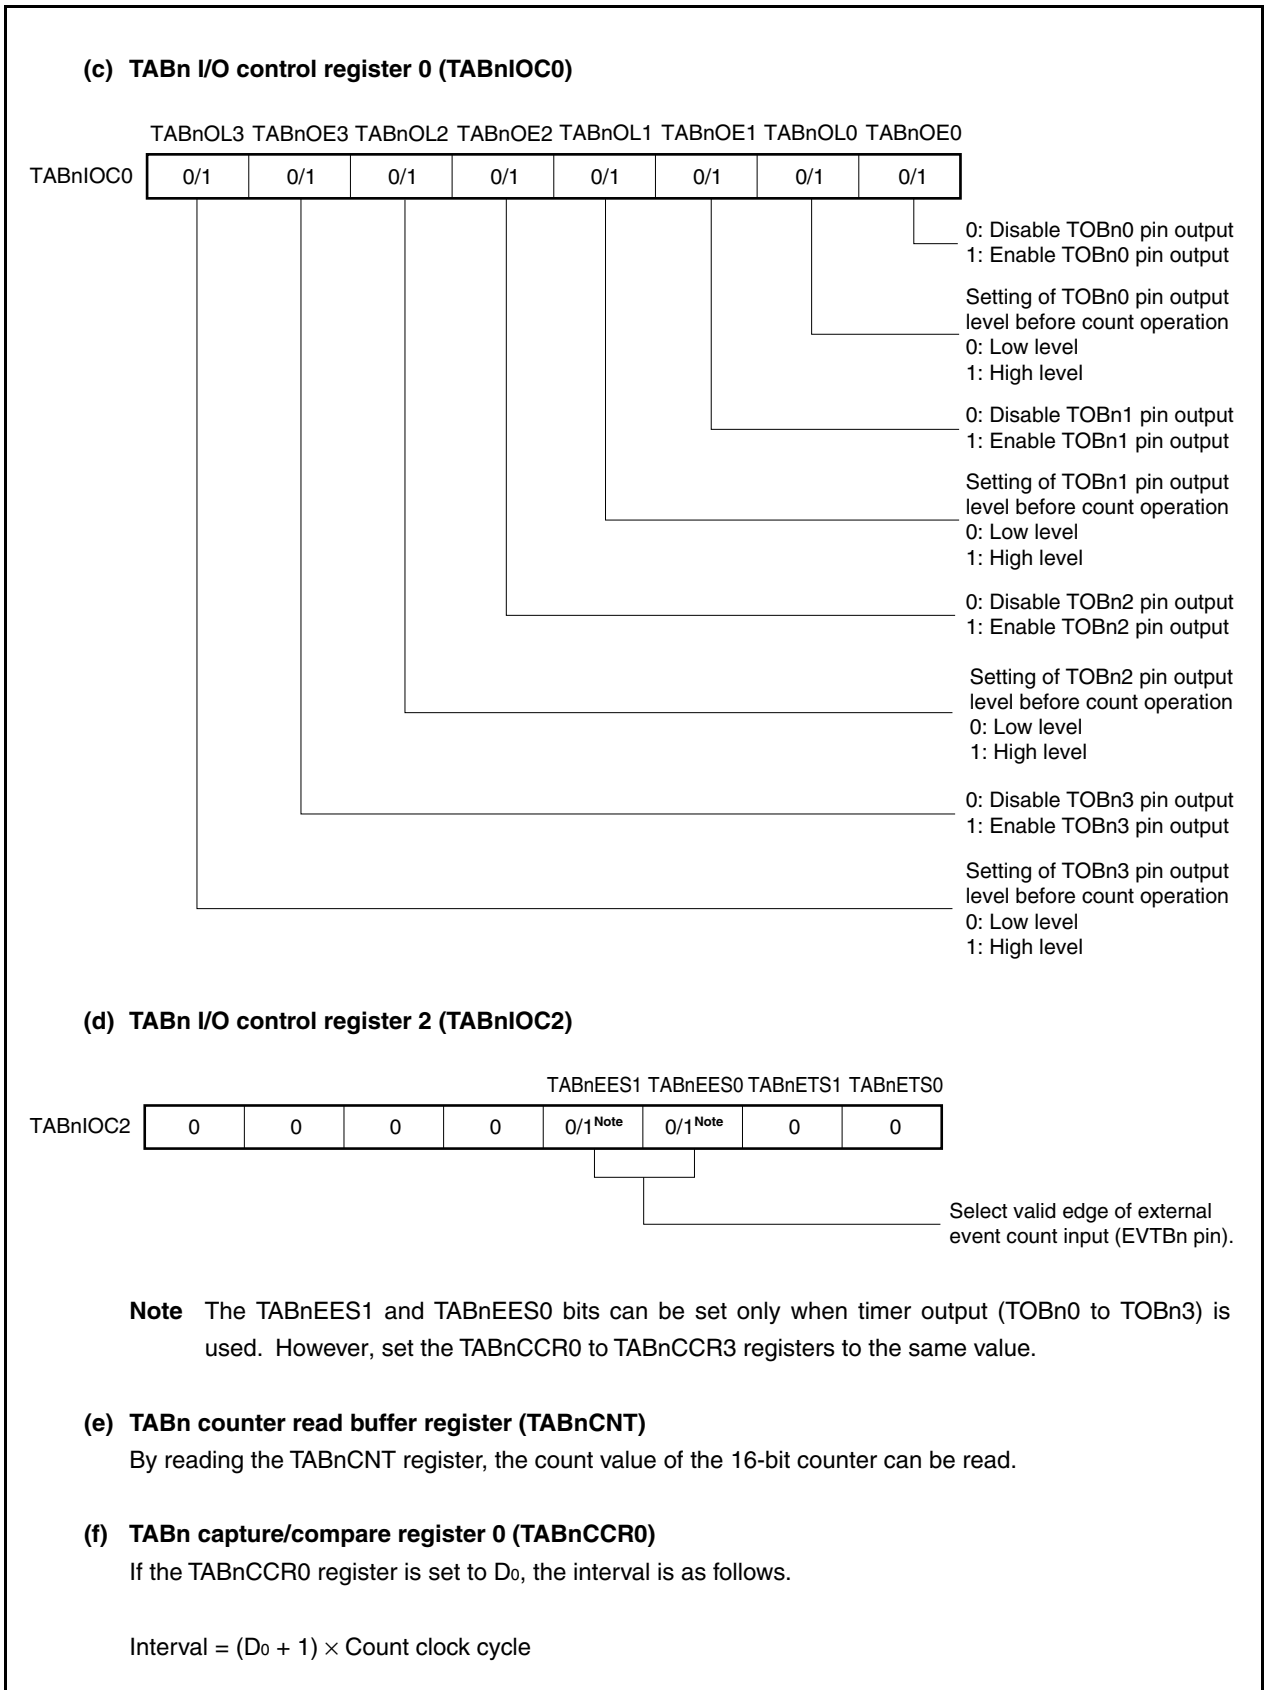 (c) TABn I/O control register 0 (TABnIOC0)
TABnOL3 TABnOE3 TABnOL2 TABnOE2 TABnOL1 TABnOE1 TABnOL0 TABnOE0
TABnIOC0 0/1 0/1 0/1 0/1 0/1 0/1 0/1 0/1
0: Disable TOBn0 pin output
1: Enable TOBn0 pin output
Setting of TOBn0 pin output
level before count operation
0: Low level
1: High level
0: Disable TOBn1 pin output
1: Enable TOBn1 pin output
Setting of TOBn1 pin output
level before count operation
0: Low level
1: High level
0: Disable TOBn2 pin output
1: Enable TOBn2 pin output
Setting of TOBn2 pin output
level before count operation
0: Low level
1: High level
0: Disable TOBn3 pin output
1: Enable TOBn3 pin output
Setting of TOBn3 pin output
level before count operation
0: Low level
1: High level
(d) TABn I/O control register 2 (TABnIOC2)
TABnEES1 TABnEES0 TABnETS1 TABnETS0
TABnIOC2 0 0 0 0 0/1Note 0/1Note 0 0
Select valid edge of external
event count input (EVTBn pin).
Note The TABnEES1 and TABnEES0 bits can be set only when timer output (TOBn0 to TOBn3) is
used. However, set the TABnCCR0 to TABnCCR3 registers to the same value.
(e) TABn counter read buffer register (TABnCNT)
By reading the TABnCNT register, the count value of the 16-bit counter can be read.
(f) TABn capture/compare register 0 (TABnCCR0)
If the TABnCCR0 register is set to D0, the interval is as follows.
Interval = (D0 + 1) × Count clock cycle